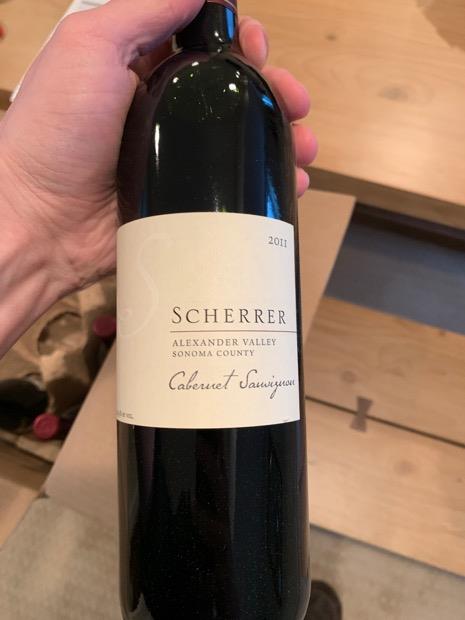 2011
SCHERRER
ALEXANDER VALLEY
SONOMA COUNTY
Cabernet Sauvignon